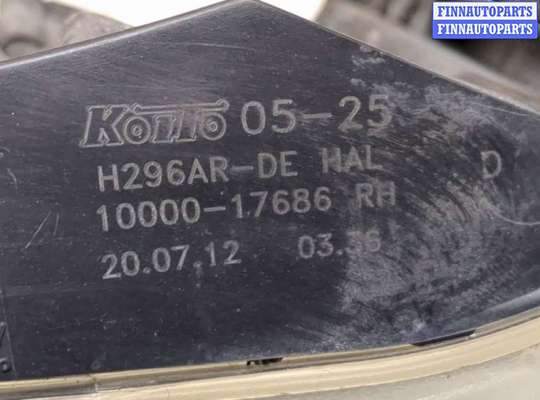 FINNAUTOPARTS
FINNAUTOPARTS
KOITO 05-25
H296AR-DE HAL D
10000-17686 RH
20.07.12 03.36